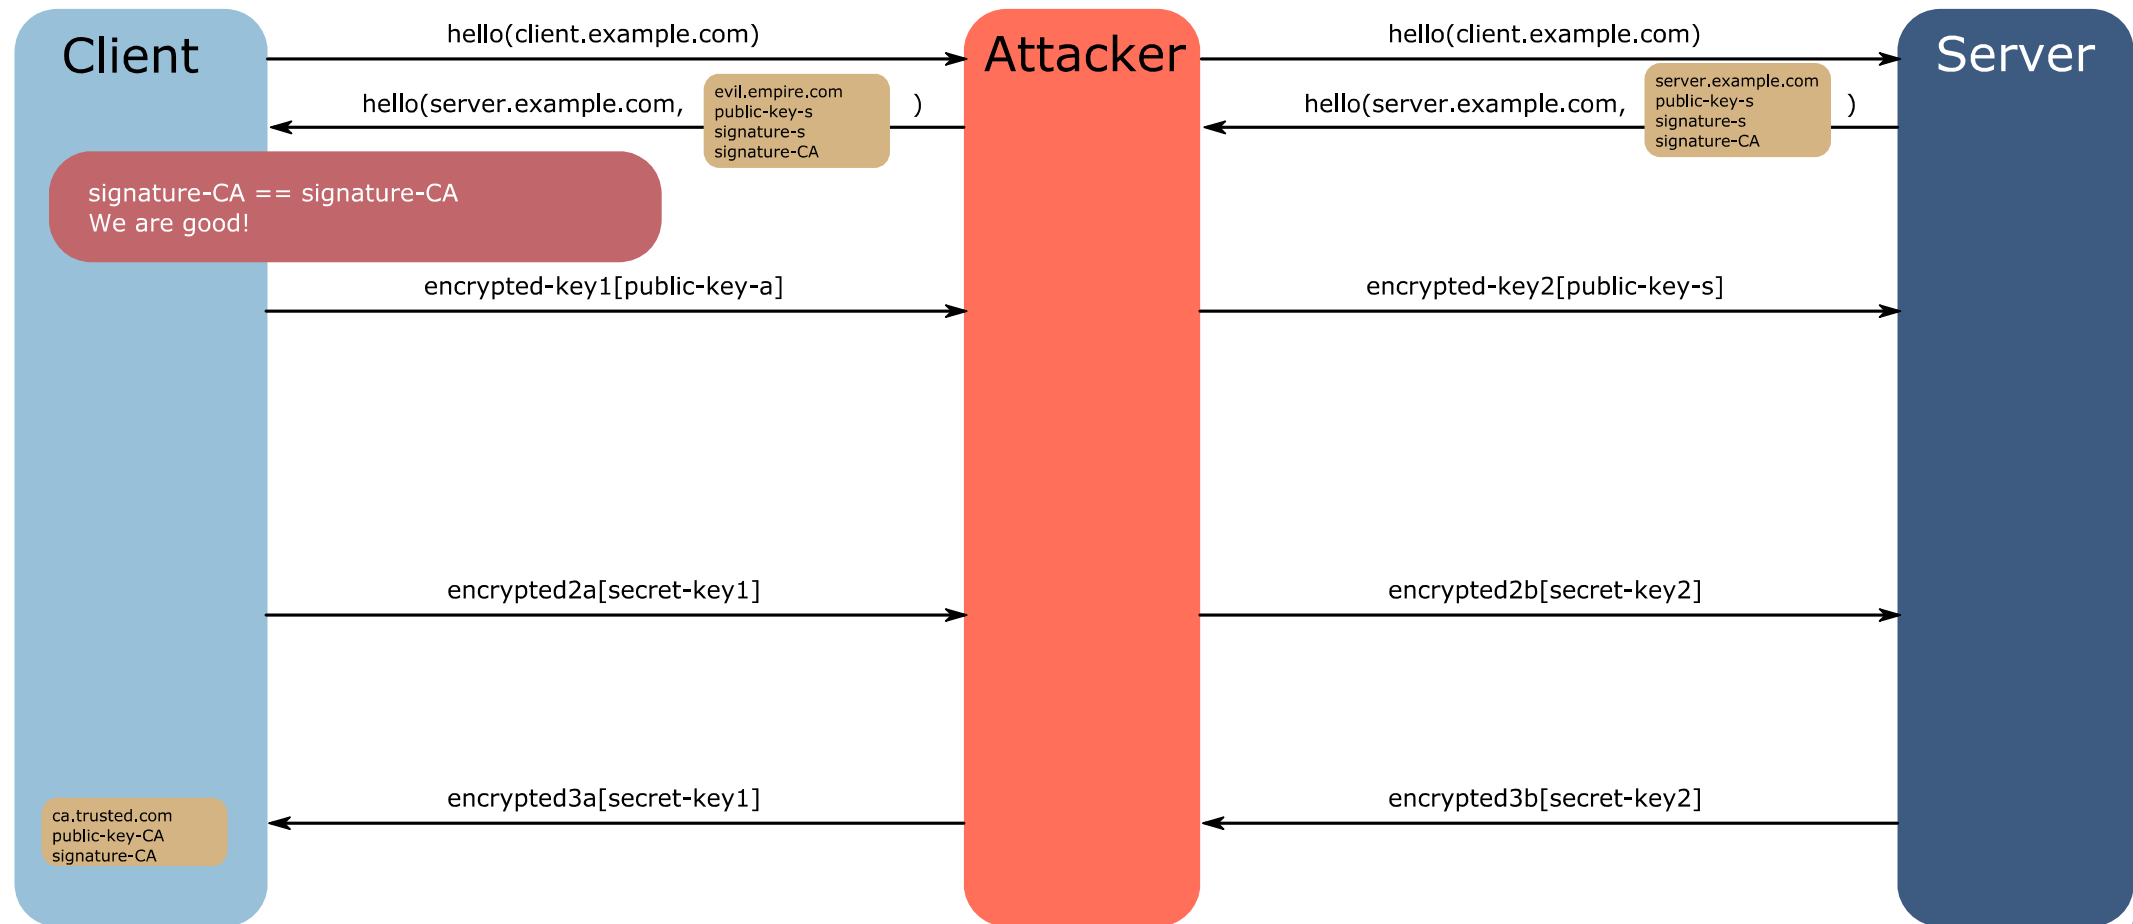 Client
Attacker
Server
hello(client.example.com)
hello(client.example.com)
hello(server.example.com, )
evil.empire.com
public-key-s
signature-s
signature-CA
hello(server.example.com, )
server.example.com
public-key-s
signature-s
signature-CA
signature-CA == signature-CA
We are good!
encrypted-key1[public-key-a]
encrypted-key2[public-key-s]
encrypted2a[secret-key1]
encrypted2b[secret-key2]
encrypted3a[secret-key1]
encrypted3b[secret-key2]
ca.trusted.com
public-key-CA
signature-CA